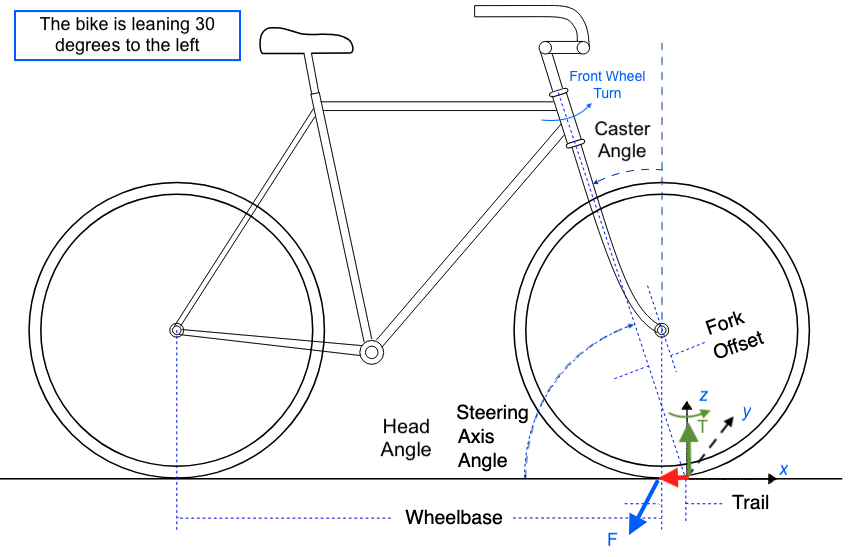 The bike is leaning 30
degrees to the left
Front Wheel
Turn
Caster
Angle
Fork
Offset
Head
Angle
Steering
Axis
Angle
z
y
T
x
Trail
Wheelbase
F